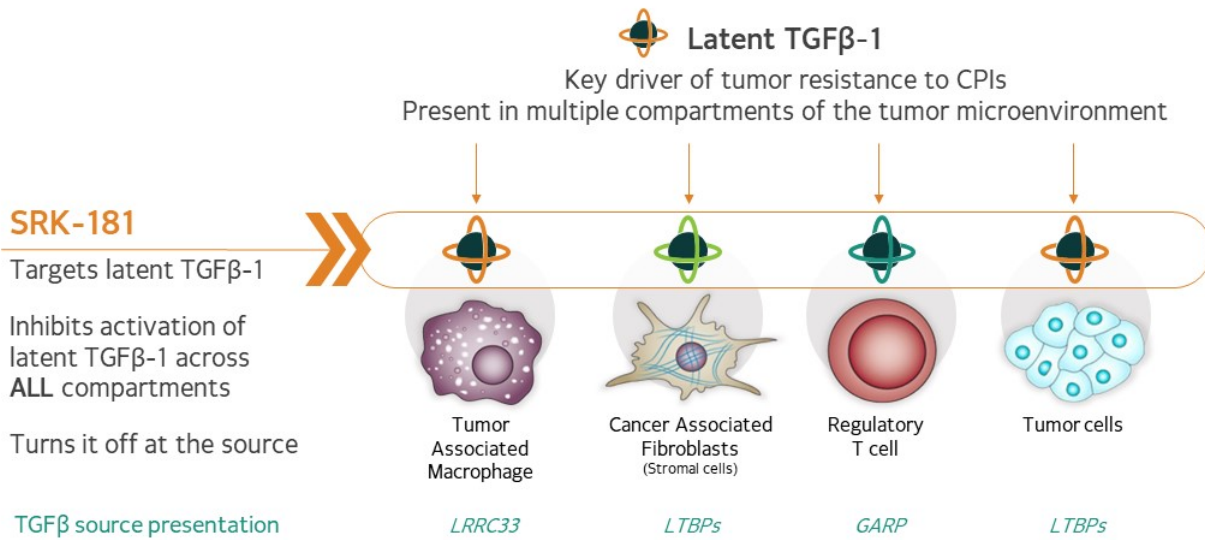 Latent TGFβ-1
Key driver of tumor resistance to CPIs
Present in multiple compartments of the tumor microenvironment
SRK-181
Targets latent TGFβ-1
Inhibits activation of
latent TGFβ-1 across
ALL compartments
Turns it off at the source
Tumor
Associated
Macrophage
Cancer Associated
Fibroblasts
(Stromal cells)
Regulatory
T cell
Tumor cells
TGFβ source presentation
LRRC33
LTBPs
GARP
LTBPs